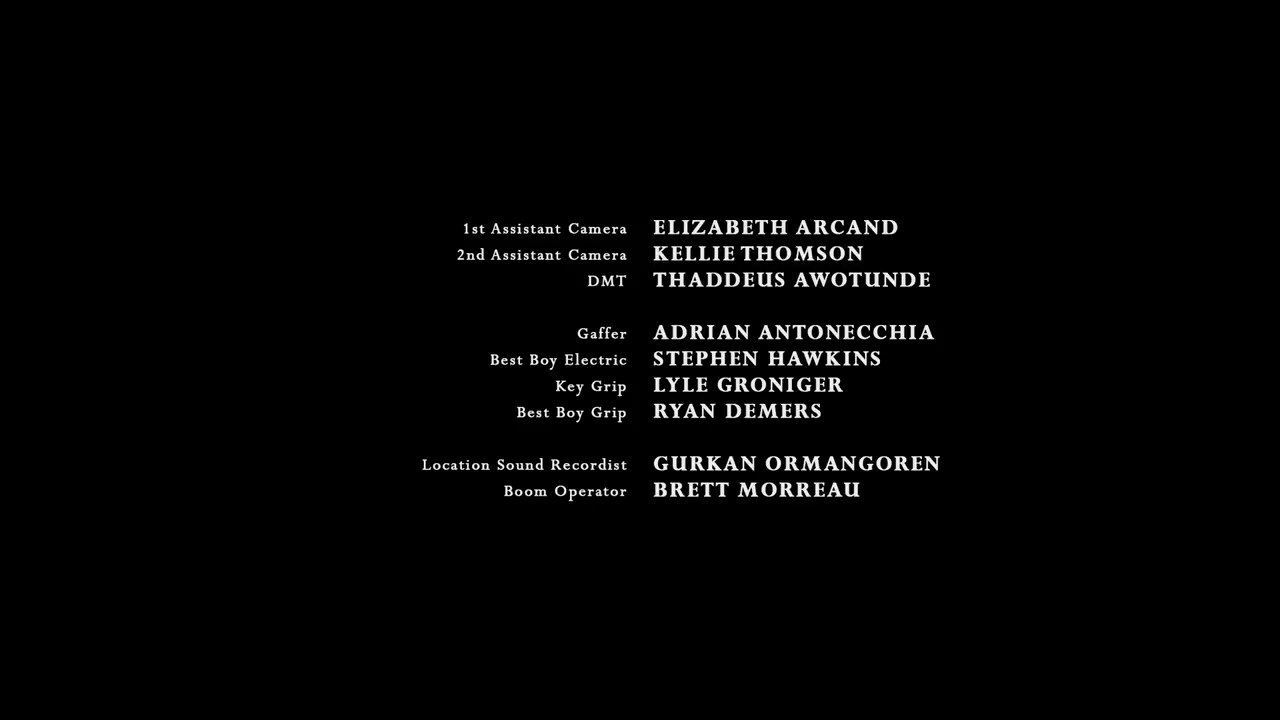 1st Assistant Camera ELIZABETH ARCAND
2nd Assistant Camera KELLIE THOMSON
DMT THADDEUS AWOTUNDE
Gaffer ADRIAN ANTONECCHIA
Best Boy Electric STEPHEN HAWKINS
Key Grip LYLE GRONIGER
Best Boy Grip RYAN DEMERS
Location Sound Recordist GURKAN ORMANGOREN
Boom Operator BRETT MORREAU